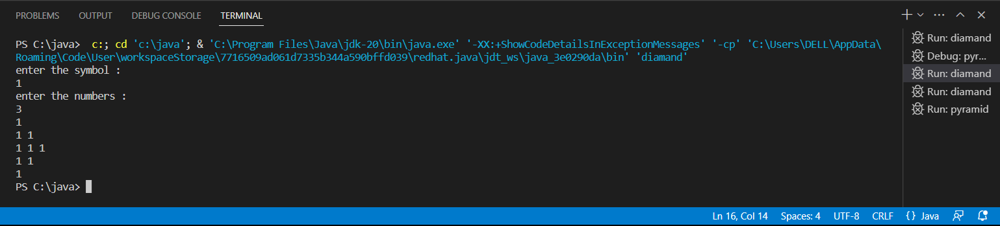 PROBLEMS OUTPUT DEBUG CONSOLE TERMINAL
PS C:\java>  c:; cd 'c:\java'; & 'C:\Program Files\Java\jdk-20\bin\java.exe' '-XX:+ShowCodeDetailsInExceptionMessages' '-cp' 'C:\Users\DELL\AppData\
Roaming\Code\User\workspaceStorage\7716509ad061d7335b344a590bffd039\redhat.java\jdt_ws\java_3e0290da\bin' 'diamand'
enter the symbol :
1
enter the numbers :
3
1
1 1
1 1 1
1 1
1
PS C:\java>
Run: diamand
Debug: pyr...
Run: diamand
Run: diamand
Run: pyramid
Ln 16, Col 14 Spaces: 4 UTF-8 CRLF {} Java